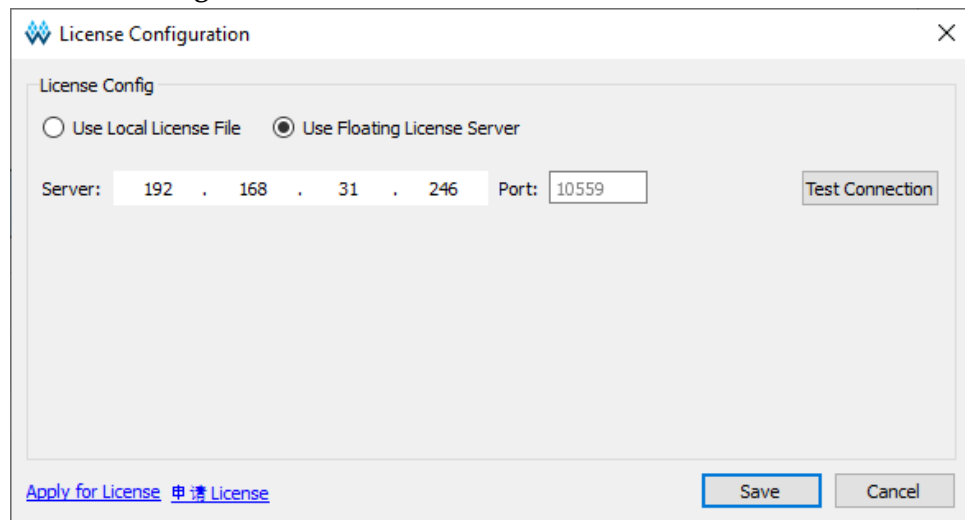 License Configuration
License Config
Use Local License File Use Floating License Server
Server: 192 . 168 . 31 . 246 Port: 10559 Test Connection
Apply for License 申请 License Save Cancel